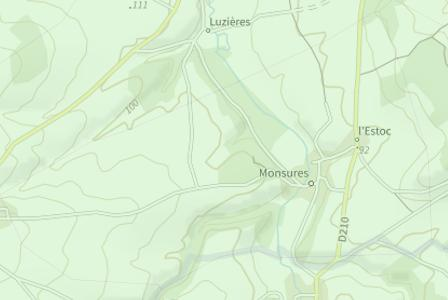 .111
Luzières
100
l'Estoc
92
Monsures
D210